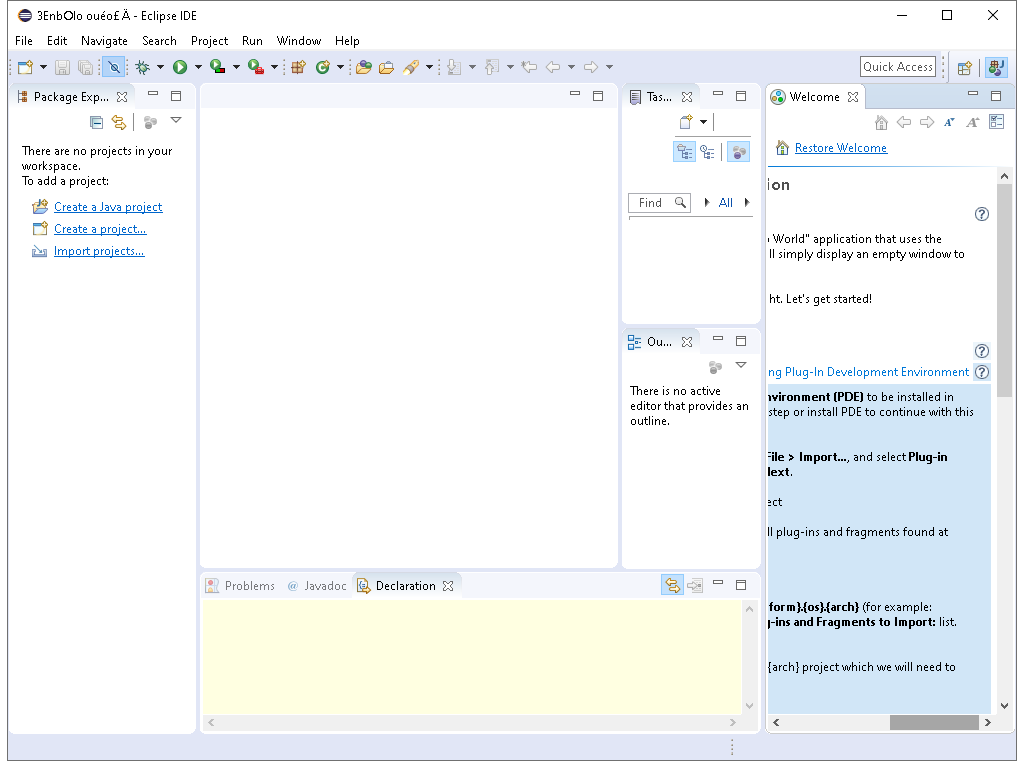 3EnbOlo ouéo£Ä - Eclipse IDE
File Edit Navigate Search Project Run Window Help
Quick Access
Package Exp...
There are no projects in your
workspace.
To add a project:
Create a Java project
Create a project...
Import projects...
Tas...
Find
All
Ou...
There is no active
editor that provides an
outline.
Problems @ Javadoc Declaration
Welcome
Restore Welcome
ion
World" application that uses the
ll simply display an empty window to
ht. Let's get started!
ng Plug-In Development Environment
nvironment (PDE) to be installed in
step or install PDE to continue with this
File > Import..., and select Plug-in
Next.
ect
ll plug-ins and fragments found at
form}.{os}.{arch} (for example:
g-ins and Fragments to Import: list.
{arch} project which we will need to